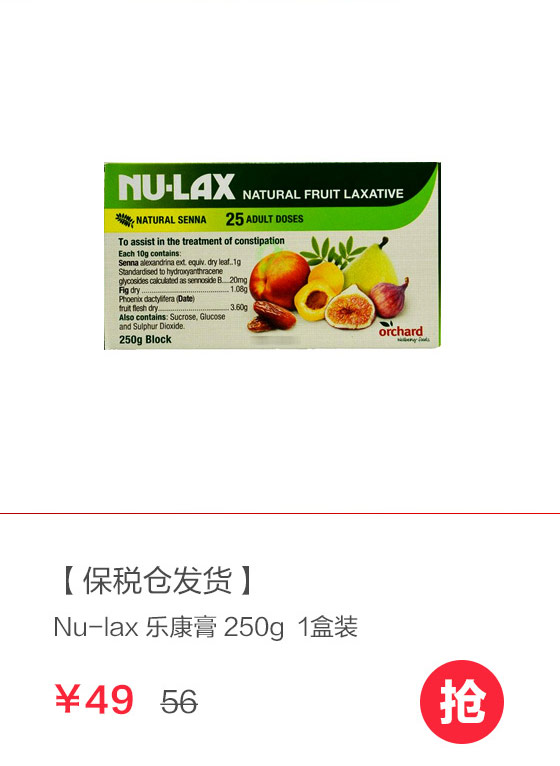 NU-LAX NATURAL FRUIT LAXATIVE
NATURAL SENNA 25 ADULT DOSES
To assist in the treatment of constipation
Each 10g contains:
Senna alexandrina ext. equiv. dry leaf..1g
Standardised to hydroxyanthracene
glycosides calculated as sennoside B....20mg
Fig dry ................................ 1.08g
Phoenix dactylifera (Date)
fruit flesh dry............................ 3.60g
Also contains: Sucrose, Glucose
and Sulphur Dioxide.
250g Block
orchard
【保税仓发货】
Nu-lax 乐康膏 250g 1盒装
¥49 56
抢